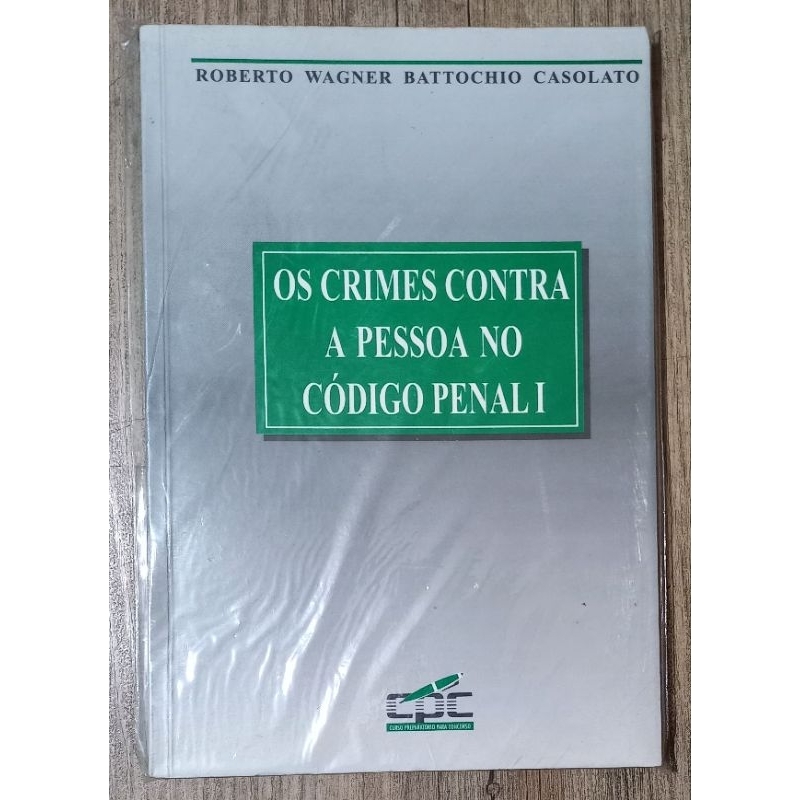 ROBERTO WAGNER BATTOCHIO CASOLATO
OS CRIMES CONTRA
A PESSOA NO
CÓDIGO PENAL I
cpc
CURSO PREPARATÓRIO PARA CONCURSO